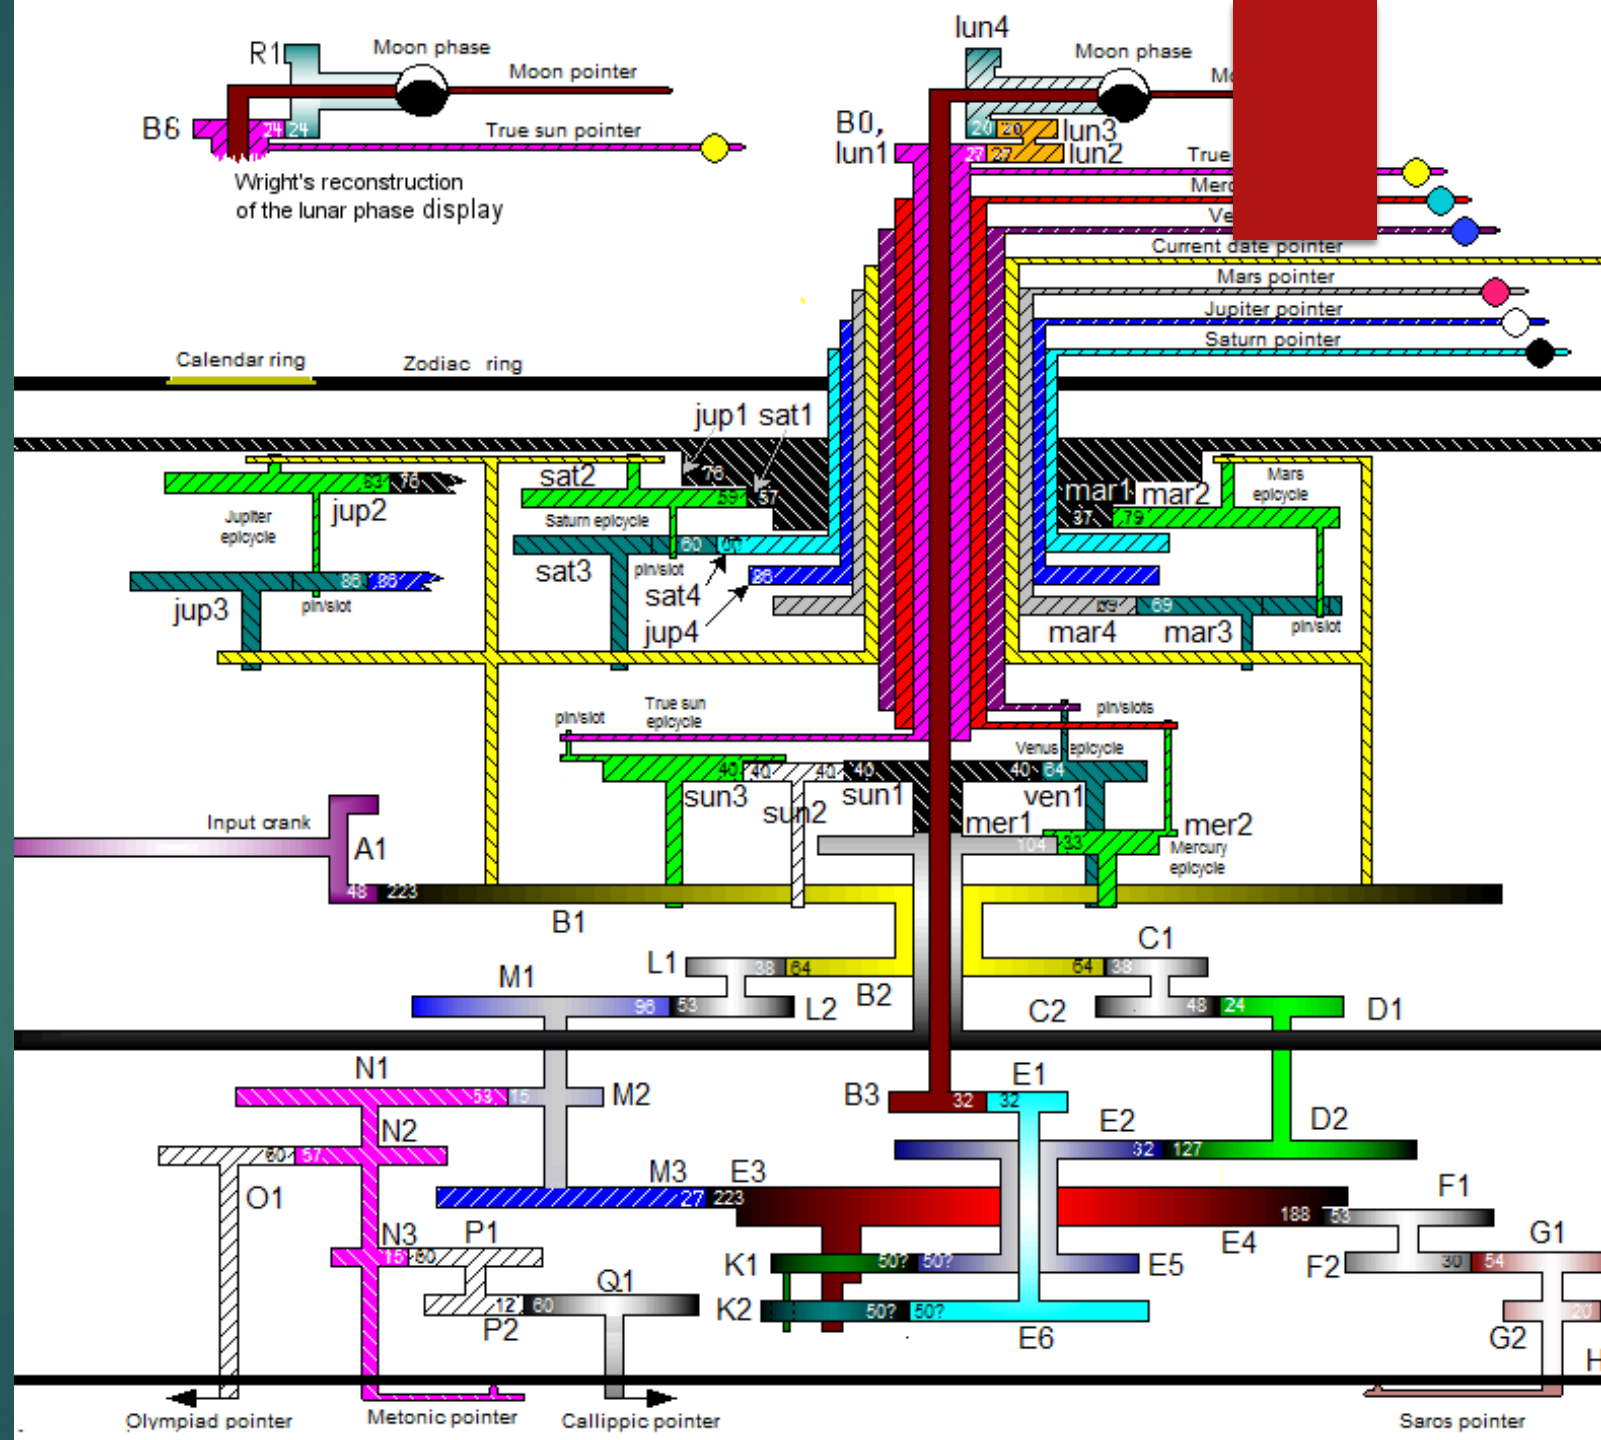 R1
Moon phase
Moon pointer
B6
24 24
True sun pointer
Wright's reconstruction
of the lunar phase display
lun4
Moon phase
B0,
lun1
20 20
lun3
27 27
lun2
True
Current date pointer
Mars pointer
Jupiter pointer
Saturn pointer
Calendar ring
Zodiac ring
jup1 sat1
76
sat2
63 76
59 57
jup2
Jupiter
epicycle
Saturn epicycle
mar1
mar2
Mars
epicycle
37 79
60
sat3
pin/slot
sat4
86 86
86
jup3
pin/slot
jup4
69 69
mar4
mar3
pin/slot
True sun
epicycle
pin/slot
pin/slots
Venus epicycle
40 40 40 40 40 64
sun3
sun2
sun1
ven1
Input crank
A1
mer1
mer2
104 33
Mercury
epicycle
48 223
B1
C1
L1
38 64
64 38
M1
B2
96 53
L2
C2
48 24
D1
N1
53 15
M2
B3
32 32
E1
N2
60 57
E2
32 127
D2
O1
M3
E3
27 223
188 53
F1
N3
15 60
P1
E4
G1
K1
50? 50?
E5
F2
30 54
Q1
12 60
P2
K2
50? 50?
E6
20
G2
H
Olympiad pointer
Metonic pointer
Callippic pointer
Saros pointer